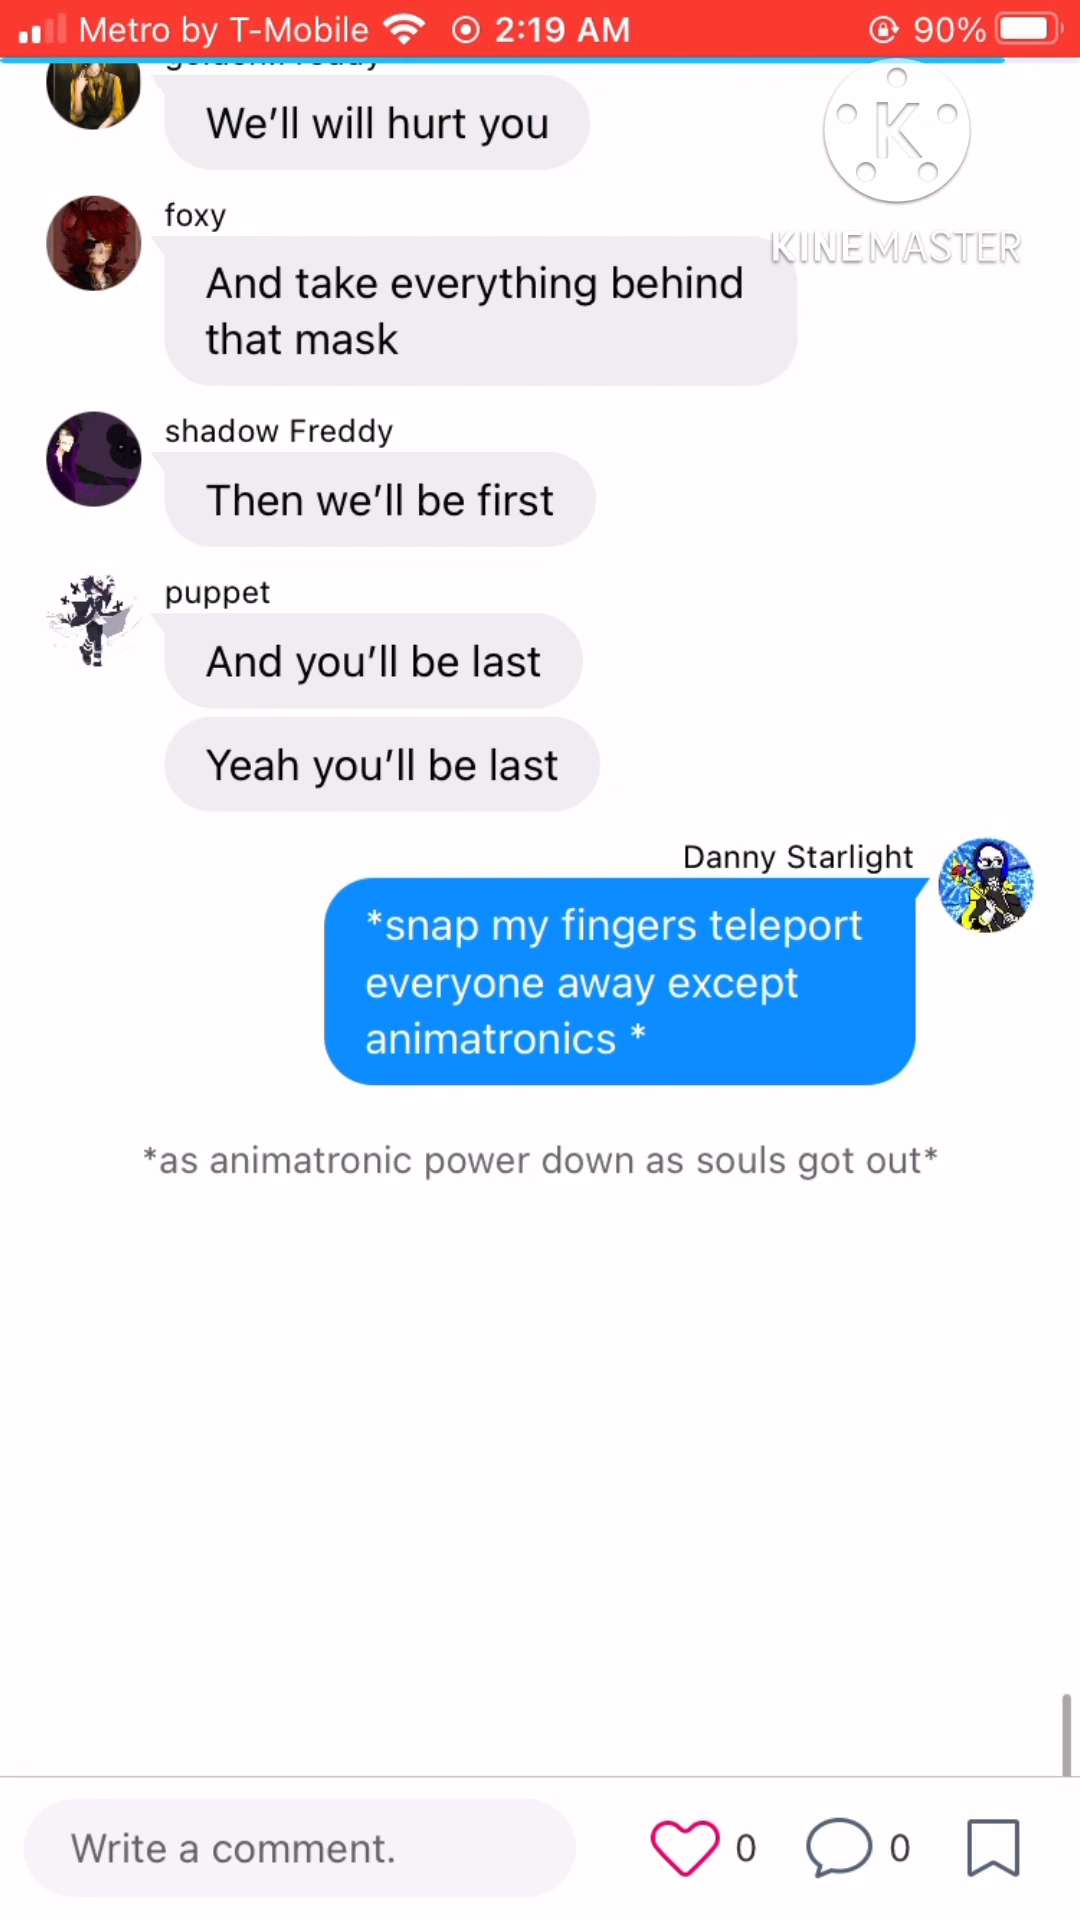 Metro by T-Mobile 2:19 AM 90%
We’ll will hurt you
K
KINEMASTER
foxy
And take everything behind
that mask
shadow Freddy
Then we’ll be first
puppet
And you’ll be last
Yeah you’ll be last
Danny Starlight
*snap my fingers teleport
everyone away except
animatronics *
*as animatronic power down as souls got out*
Write a comment. 0 0